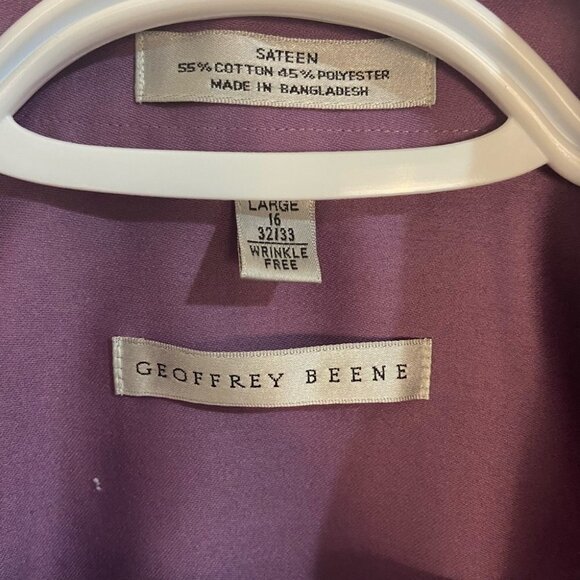 SATEEN
55% COTTON 45% POLYESTER
MADE IN BANGLADESH
LARGE
16
32/33
WRINKLE
FREE
GEOFFREY BEENE